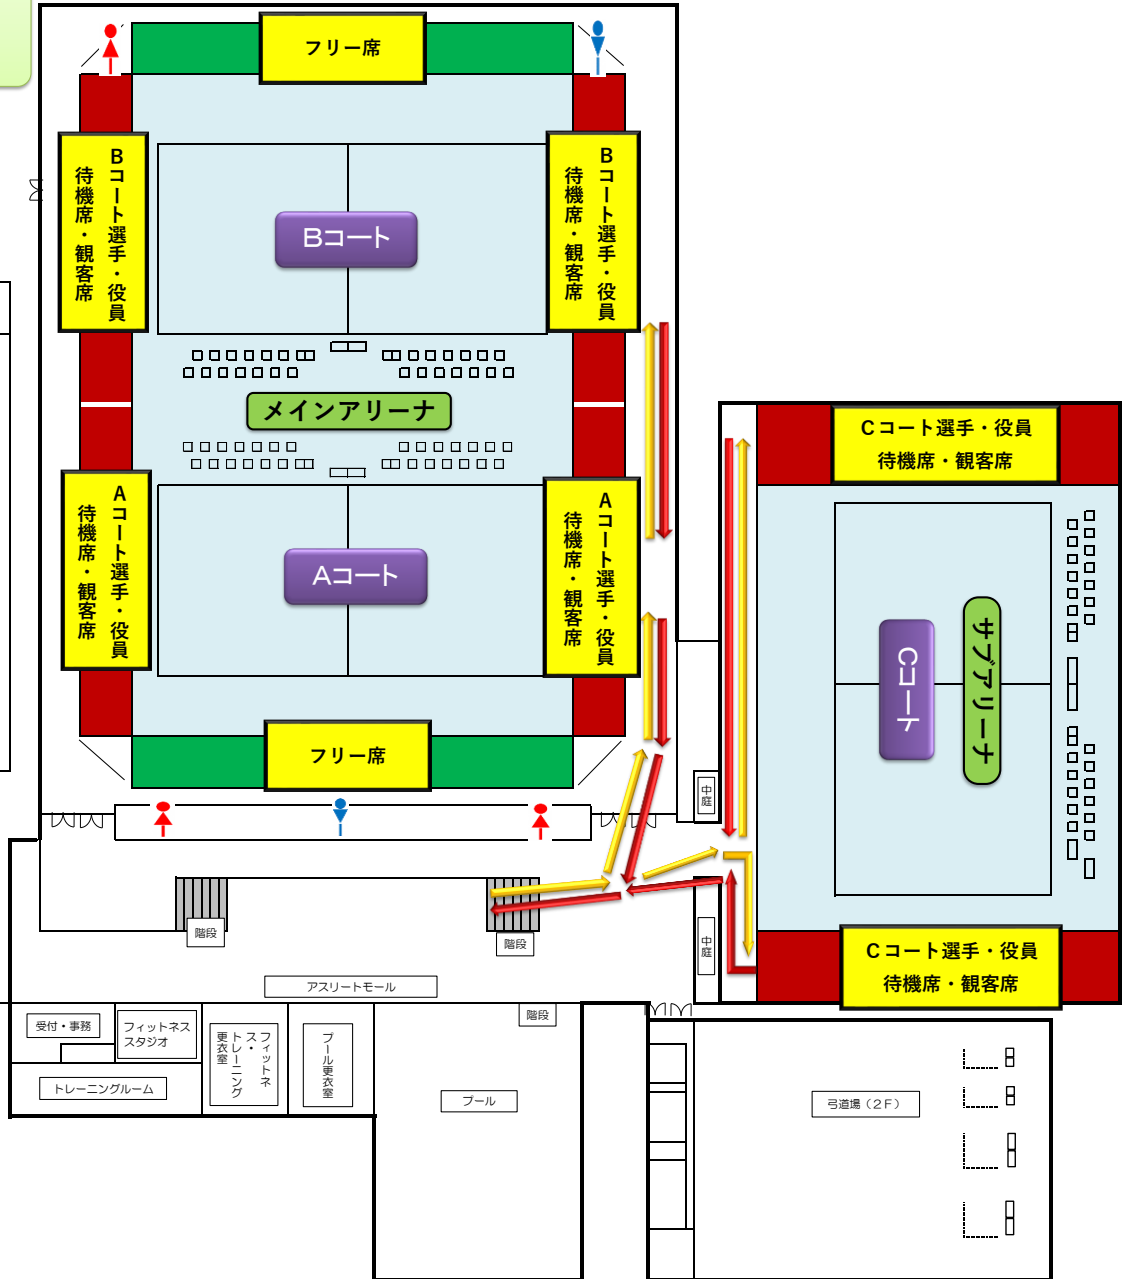 フリー席
Bコート選手・役員
待機席・観客席
Bコート
Bコート選手・役員
待機席・観客席
メインアリーナ
Aコート選手・役員
待機席・観客席
Aコート
Aコート選手・役員
待機席・観客席
フリー席
Cコート選手・役員
待機席・観客席
サブアリーナ
Cコート
Cコート選手・役員
待機席・観客席
中庭
中庭
階段
階段
アスリートモール
階段
受付・事務
フィットネス
スタジオ
フィットネ
ス・
トレーニング
更衣室
プール更衣室
トレーニングルーム
プール
弓道場（２Ｆ）